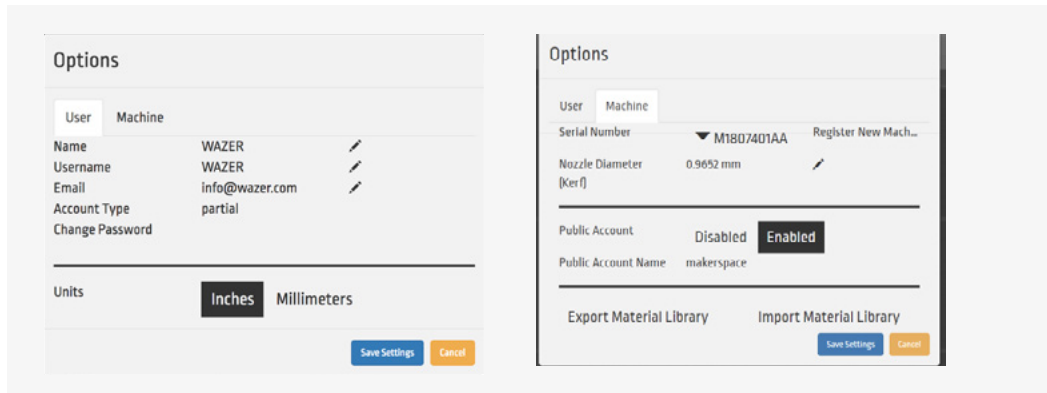 Options
User Machine
Name WAZER
Username WAZER
Email info@wazer.com
Account Type partial
Change Password
Units Inches Millimeters
Save Settings Cancel
Options
User Machine
Serial Number M1807401AA Register New Mach...
Nozzle Diameter 0.9652 mm
(Kerf)
Public Account Disabled Enabled
Public Account Name makerspace
Export Material Library Import Material Library
Save Settings Cancel